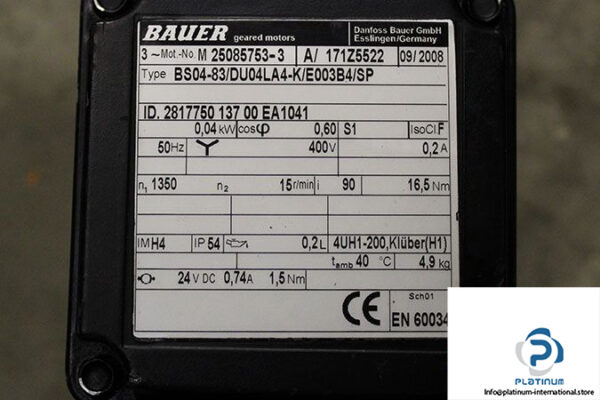 BAUER geared motors Danfoss Bauer GmbH
Esslingen/Germany
3~Mot.-No. M 25085753-3 A/ 171Z5522 09/2008
Type BS04-83/DU04LA4-K/E003B4/SP
ID. 2817750 137 00 EA1041
0,04 kW cosφ 0,60 S1 IsoCl F
50Hz 400V 0,2 A
n₁ 1350 n₂ 15 r/min i 90 16,5 Nm
IM H4 IP 54 0,2 L 4UH1-200,Klüber(H1)
tamb 40 °C 4,9 kg
24 V DC 0,74 A 1,5 Nm
Sch01
CE EN 60034
PLATINUM
https://platinum-international.store